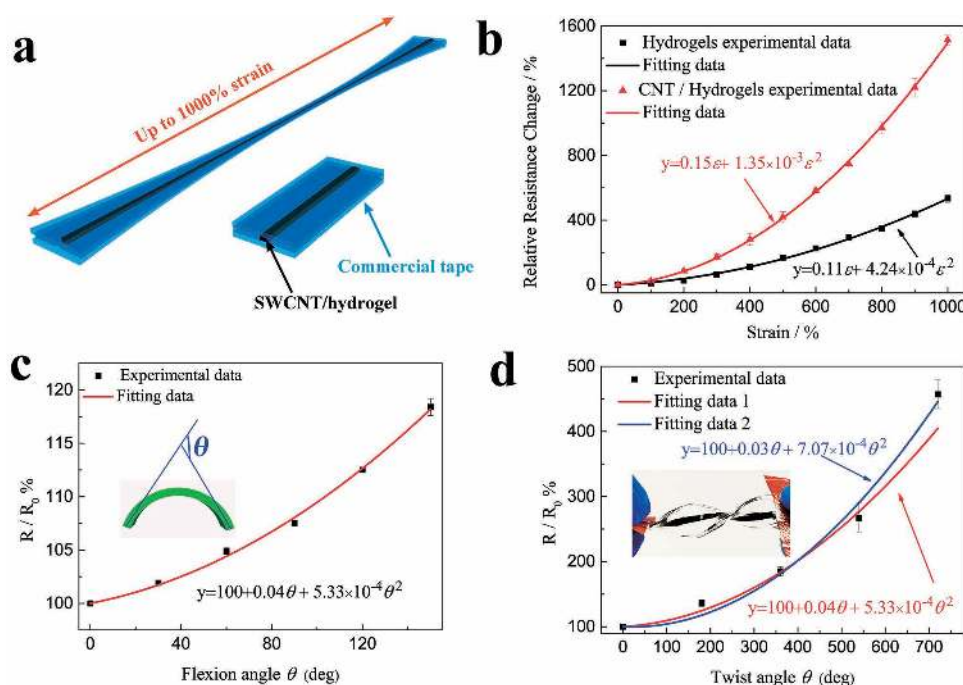 a
Up to 1000% strain
Commercial tape
SWCNT/hydrogel
b
Relative Resistance Change / %
1600
1200
800
400
0
Hydrogels experimental data
Fitting data
CNT / Hydrogels experimental data
Fitting data
y=0.15ε+ 1.35×10⁻³ε²
y=0.11ε+ 4.24×10⁻⁴ε²
0 200 400 600 800 1000
Strain / %
c
R / R₀ %
120
115
110
105
100
Experimental data
Fitting data
θ
y=100+0.04θ + 5.33×10⁻⁴θ²
0 40 80 120
Flexion angle θ (deg)
d
R / R₀ %
500
400
300
200
100
Experimental data
Fitting data 1
Fitting data 2
y=100+0.03θ + 7.07×10⁻⁴θ²
y=100+0.04θ + 5.33×10⁻⁴θ²
0 100 200 300 400 500 600 700
Twist angle θ (deg)